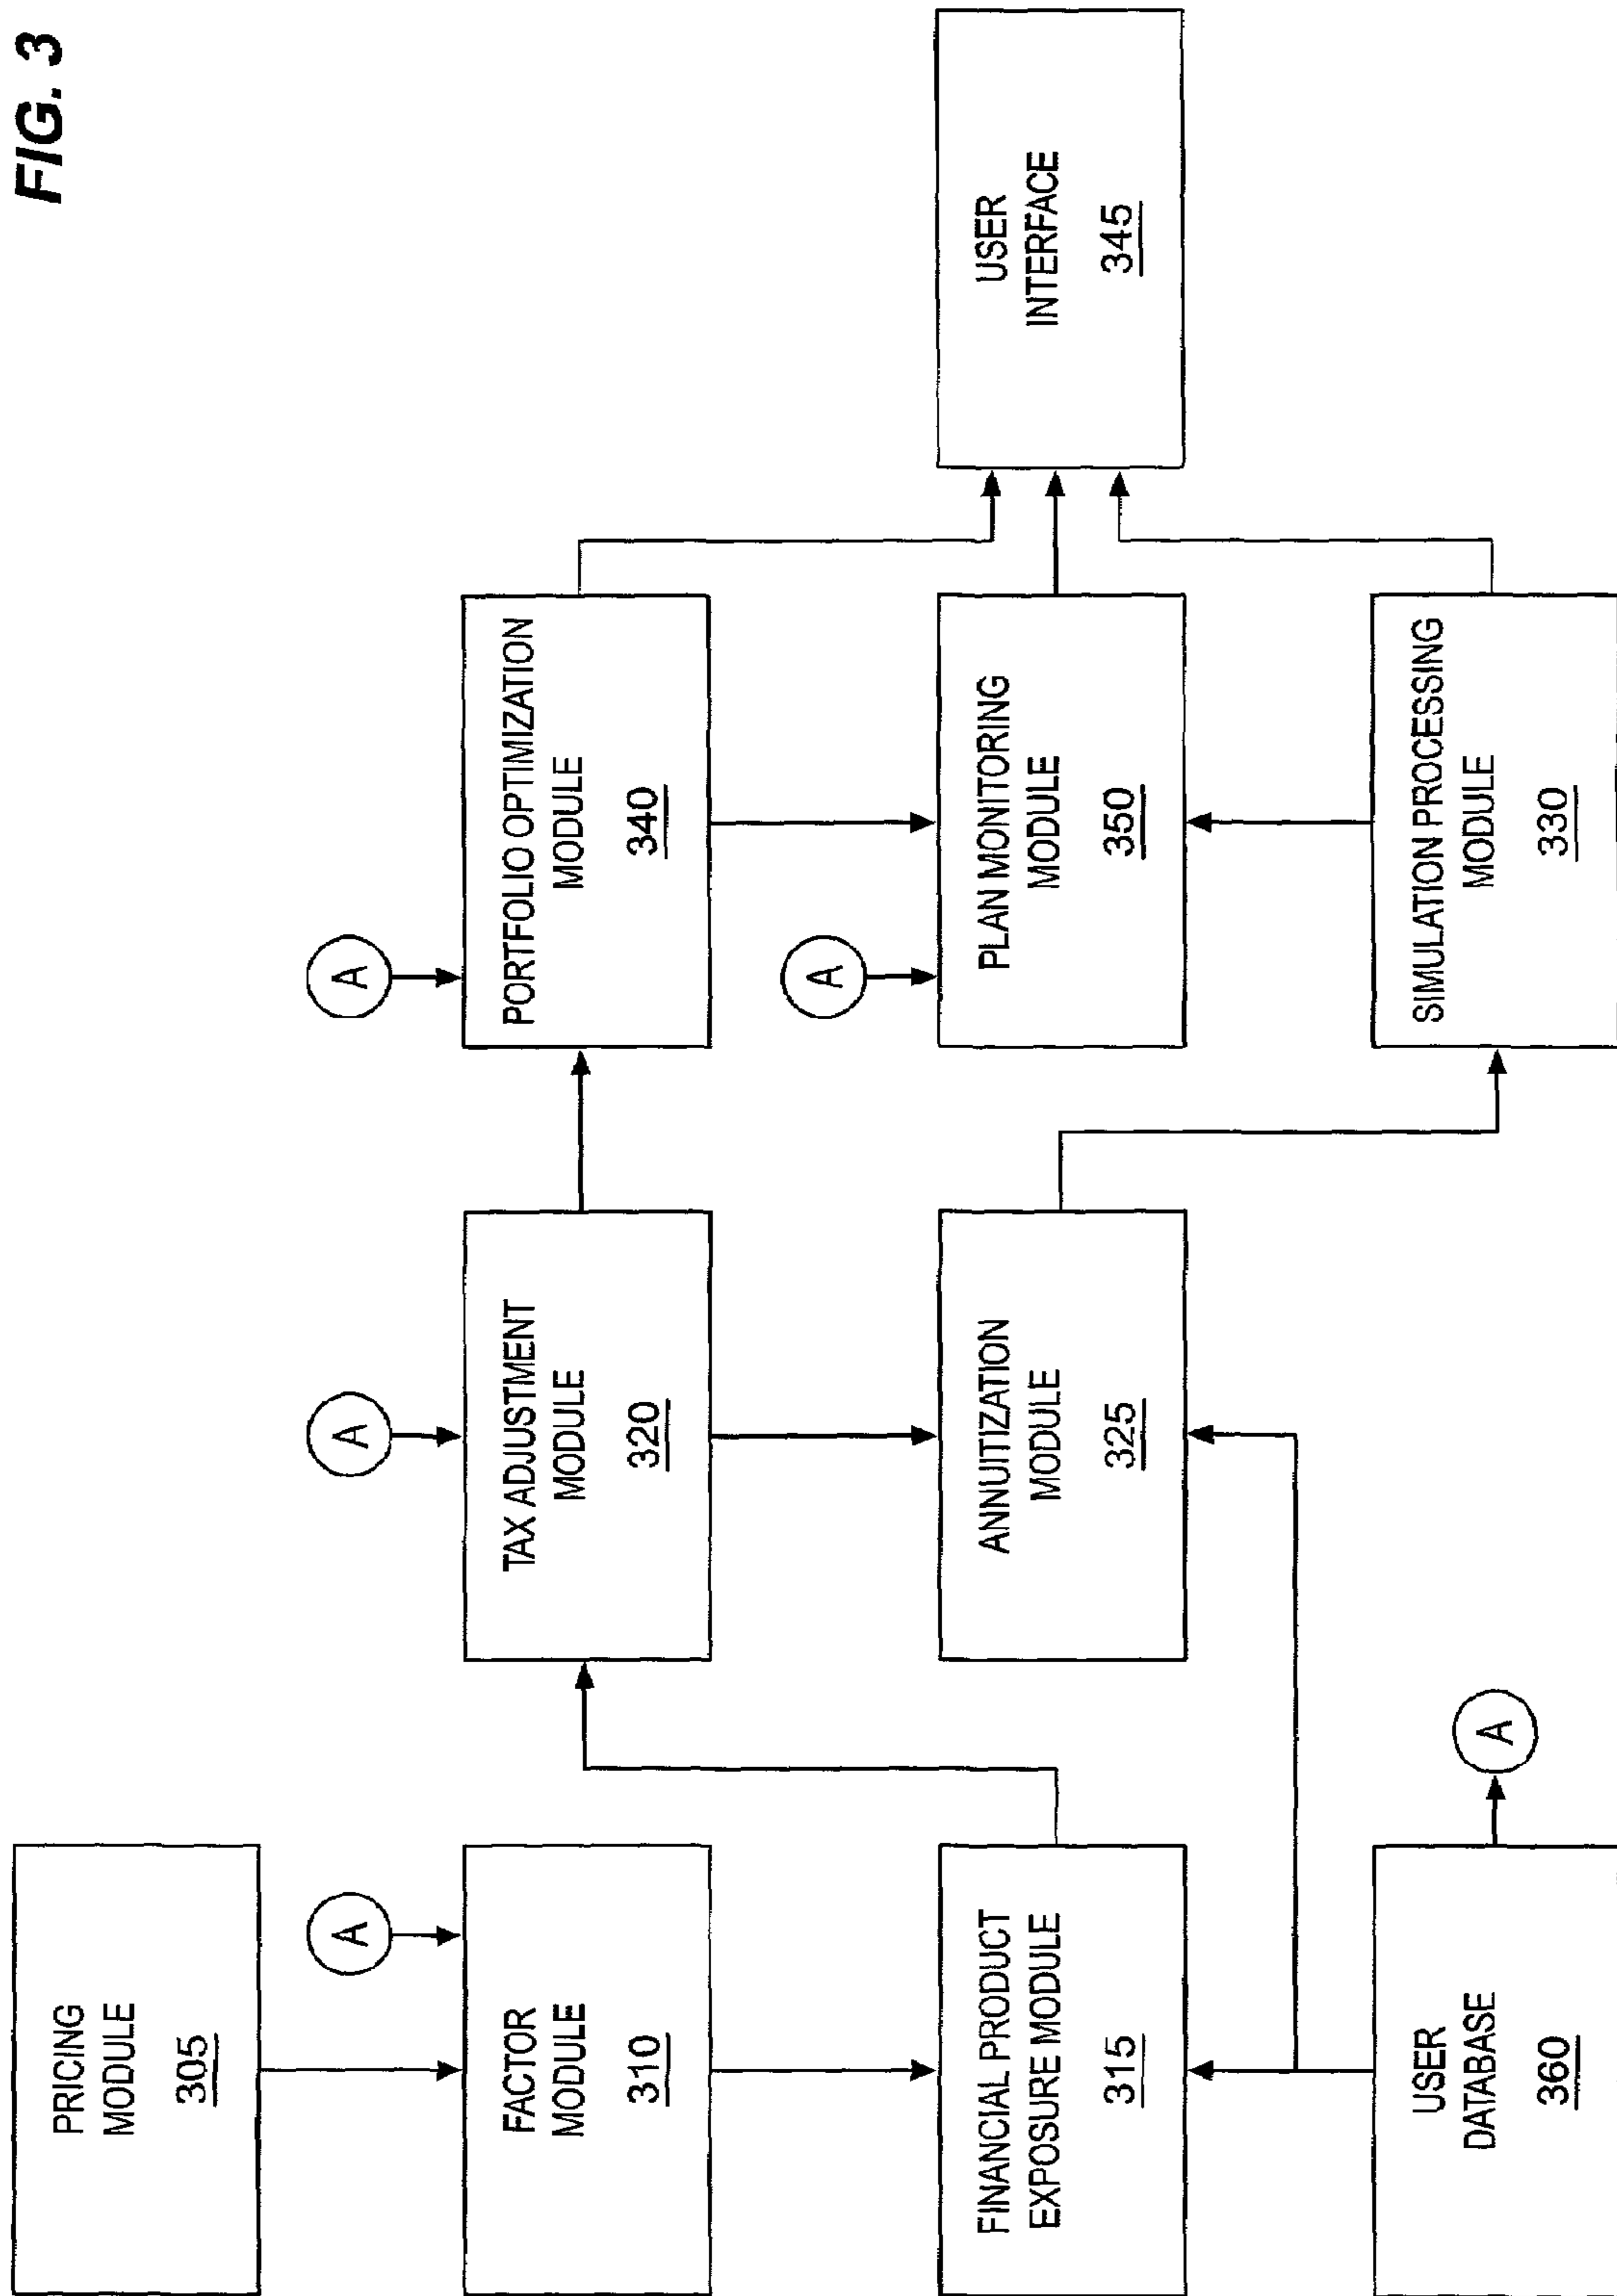 FIG. 3
PRICING
MODULE
305
A
FACTOR
MODULE
310
FINANCIAL PRODUCT
EXPOSURE MODULE
315
USER
DATABASE
360
A
A
TAX ADJUSTMENT
MODULE
320
ANNUITIZATION
MODULE
325
A
PORTFOLIO OPTIMIZATION
MODULE
340
A
PLAN MONITORING
MODULE
350
SIMULATION PROCESSING
MODULE
330
USER
INTERFACE
345